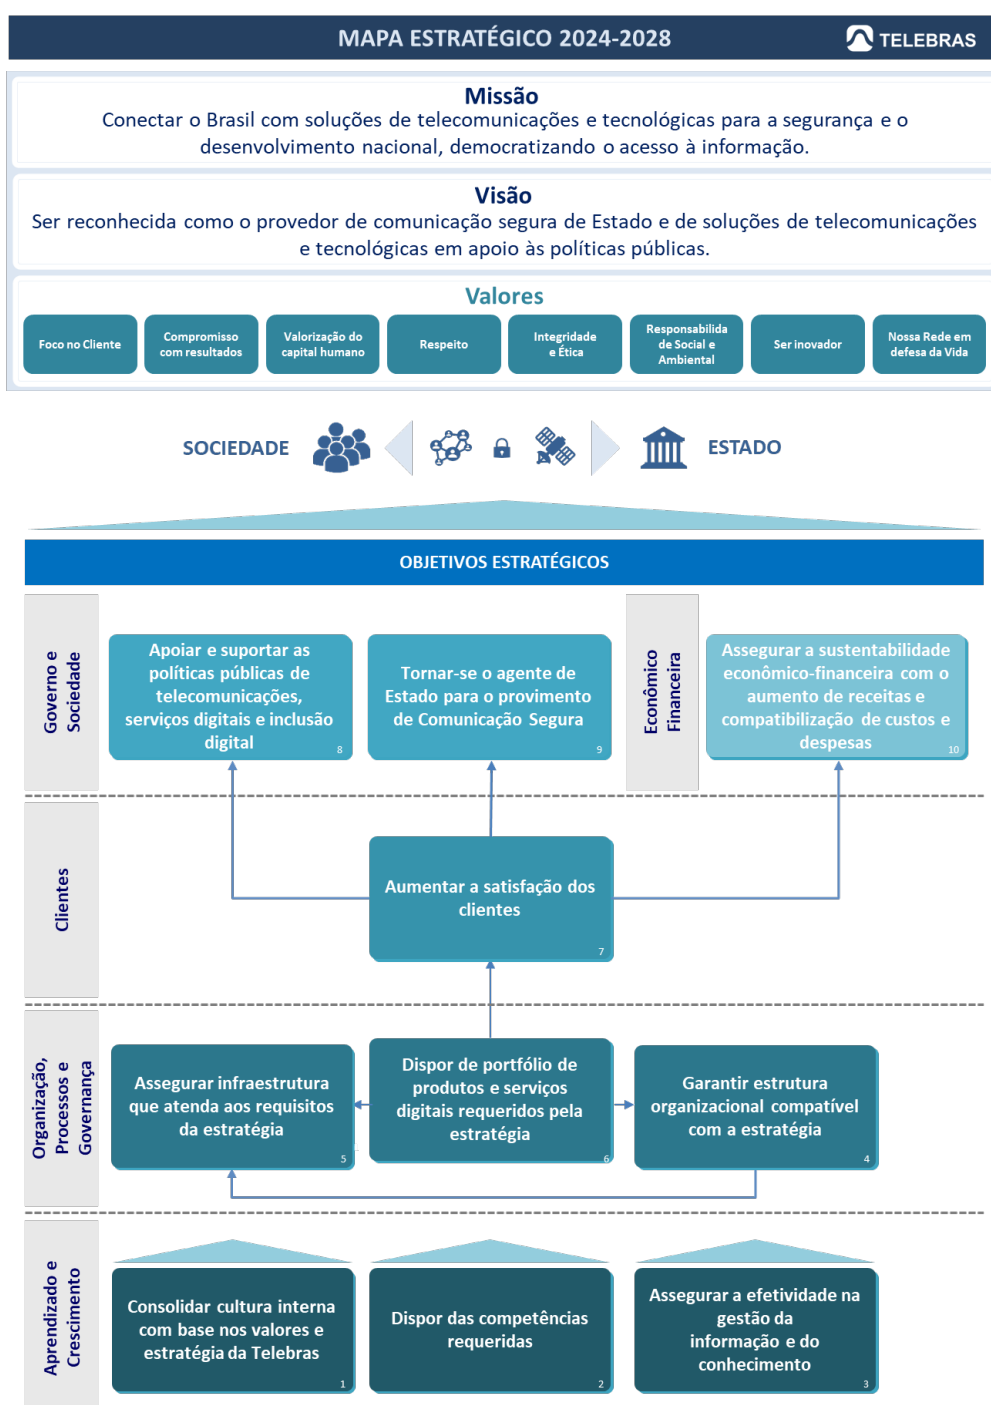 MAPA ESTRATÉGICO 2024-2028
TELEBRAS
Missão
Conectar o Brasil com soluções de telecomunicações e tecnológicas para a segurança e o
desenvolvimento nacional, democratizando o acesso à informação.
Visão
Ser reconhecida como o provedor de comunicação segura de Estado e de soluções de telecomunicações
e tecnológicas em apoio às políticas públicas.
Valores
Foco no Cliente
Compromisso
com resultados
Valorização do
capital humano
Respeito
Integridade
e Ética
Responsabilida
de Social e
Ambiental
Ser inovador
Nossa Rede em
defesa da Vida
SOCIEDADE
ESTADO
OBJETIVOS ESTRATÉGICOS
Governo e
Sociedade
Apoiar e suportar as
políticas públicas de
telecomunicações,
serviços digitais e inclusão
digital
8
Tornar-se o agente de
Estado para o provimento
de Comunicação Segura
9
Econômico
Financeira
Assegurar a sustentabilidade
econômico-financeira com o
aumento de receitas e
compatibilização de custos e
despesas
10
Clientes
Aumentar a satisfação dos
clientes
7
Organização,
Processos e
Governança
Assegurar infraestrutura
que atenda aos requisitos
da estratégia
5
Dispor de portfólio de
produtos e serviços
digitais requeridos pela
estratégia
6
Garantir estrutura
organizacional compatível
com a estratégia
4
Aprendizado e
Crescimento
Consolidar cultura interna
com base nos valores e
estratégia da Telebras
1
Dispor das competências
requeridas
2
Assegurar a efetividade na
gestão da
informação e do
conhecimento
3